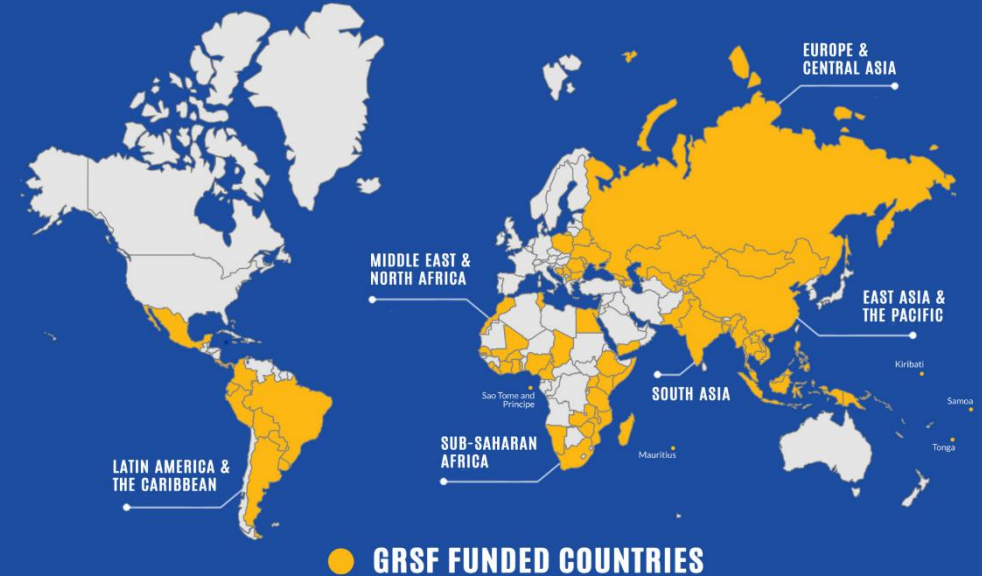 EUROPE &
CENTRAL ASIA
MIDDLE EAST &
NORTH AFRICA
EAST ASIA &
THE PACIFIC
Kiribati
SOUTH ASIA
Sao Tome and
Principe
Samoa
SUB-SAHARAN
AFRICA
Mauritius
Tonga
LATIN AMERICA &
THE CARIBBEAN
GRSF FUNDED COUNTRIES